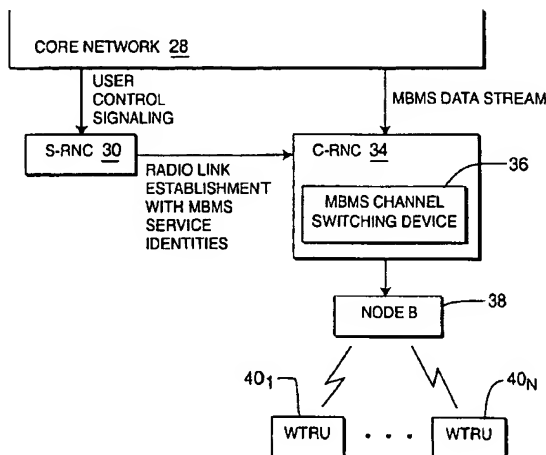 CORE NETWORK 28
USER
CONTROL
SIGNALING
MBMS DATA STREAM
S-RNC 30
C-RNC 34
36
RADIO LINK
ESTABLISHMENT
WITH MBMS
SERVICE
IDENTITIES
MBMS CHANNEL
SWITCHING DEVICE
NODE B
38
40₁
40N
WTRU
. . .
WTRU